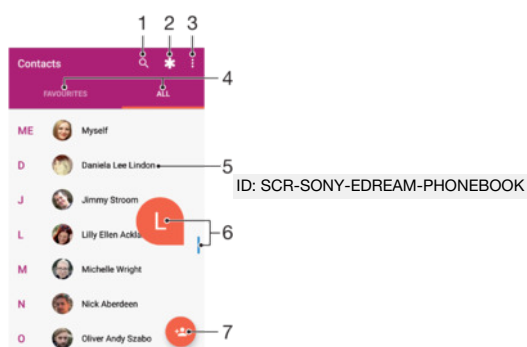 1 2 3
Contacts
4
FAVOURITES ALL
ME Myself
D Daniela Lee Lindon 5
ID: SCR-SONY-EDREAM-PHONEBOOK
J Jimmy Stroom
L
L Lilly Ellen Ackla 6
M Michelle Wright
N Nick Aberdeen
O Oliver Andy Szabo 7